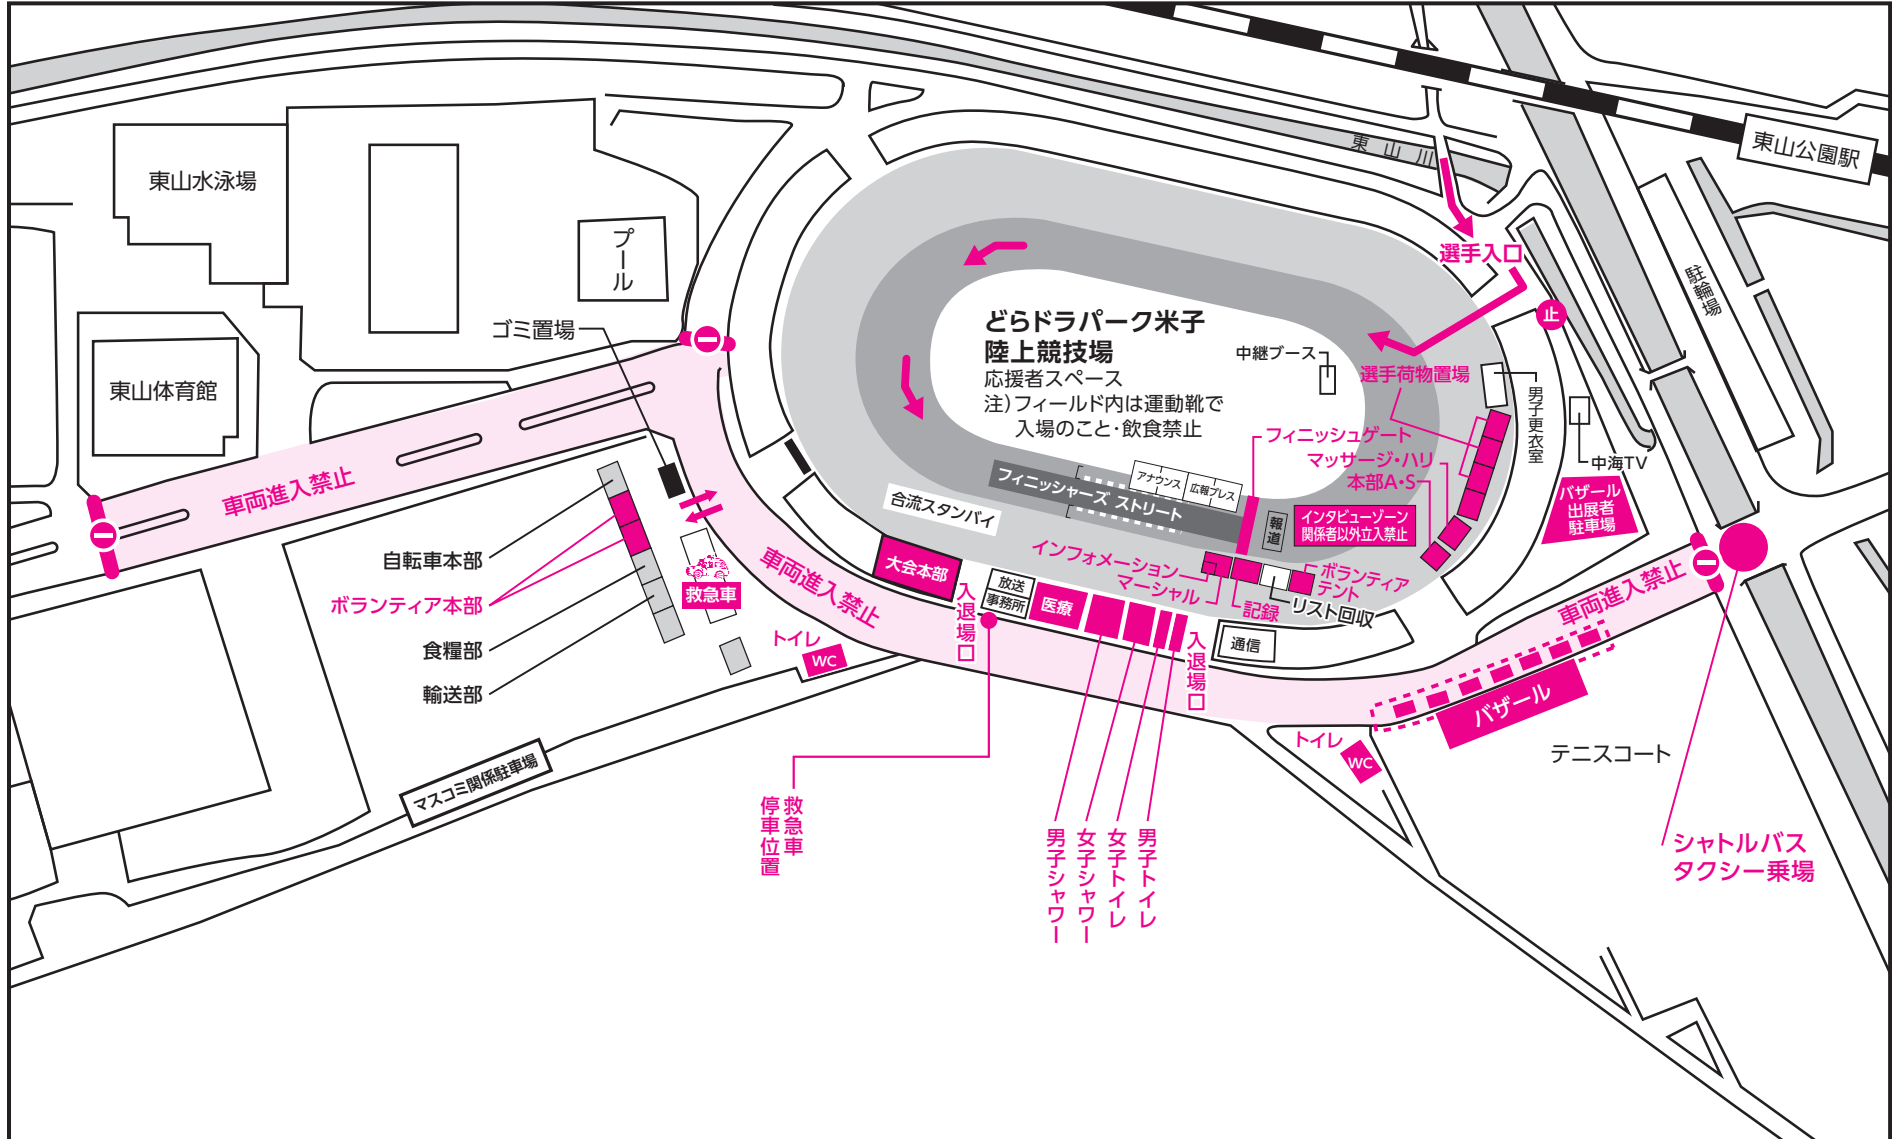 東山川
東山公園駅
東山水泳場
プール
選手入口
駐輪場
止
ゴミ置場
どらドラパーク米子
陸上競技場
応援者スペース
注)フィールド内は運動靴で
入場のこと・飲食禁止
中継ブース
選手荷物置場
東山体育館
男子更衣室
フィニッシュゲート
マッサージ・ハリ
本部A・S
中海TV
車両進入禁止
アナウンス
広報プレス
フィニッシャーズ ストリート
合流スタンバイ
報道
インタビューゾーン
関係者以外立入禁止
バザール
出展者
駐車場
自転車本部
ボランティア本部
食糧部
輸送部
救急車
車両進入禁止
大会本部
入退場口
放送
事務所
医療
インフォメーション
マーシャル
記録
リスト回収
ボランティア
テント
通信
入退場口
車両進入禁止
トイレ
WC
バザール
トイレ
WC
テニスコート
マスコミ関係駐車場
救急車
停車位置
男子シャワー
女子シャワー
女子トイレ
男子トイレ
シャトルバス
タクシー乗場